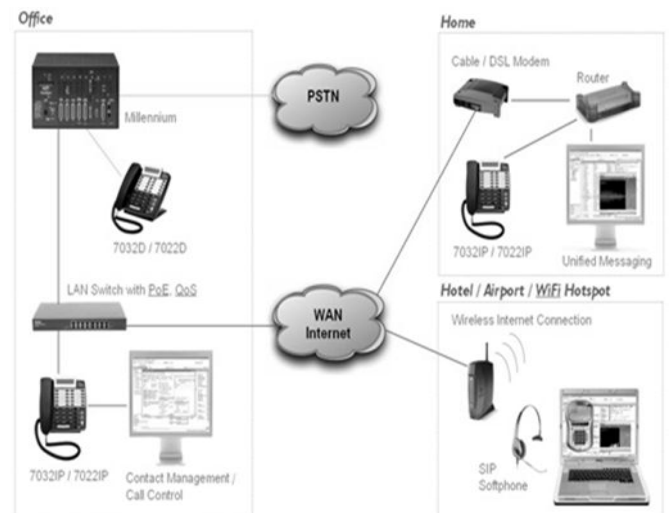 Office
Millennium
7032D / 7022D
LAN Switch with PoE, QoS
7032IP / 7022IP
Contact Management /
Call Control
PSTN
WAN
Internet
Home
Cable / DSL Modem
Router
7032IP / 7022IP
Unified Messaging
Hotel / Airport / WiFi Hotspot
Wireless Internet Connection
SIP
Softphone